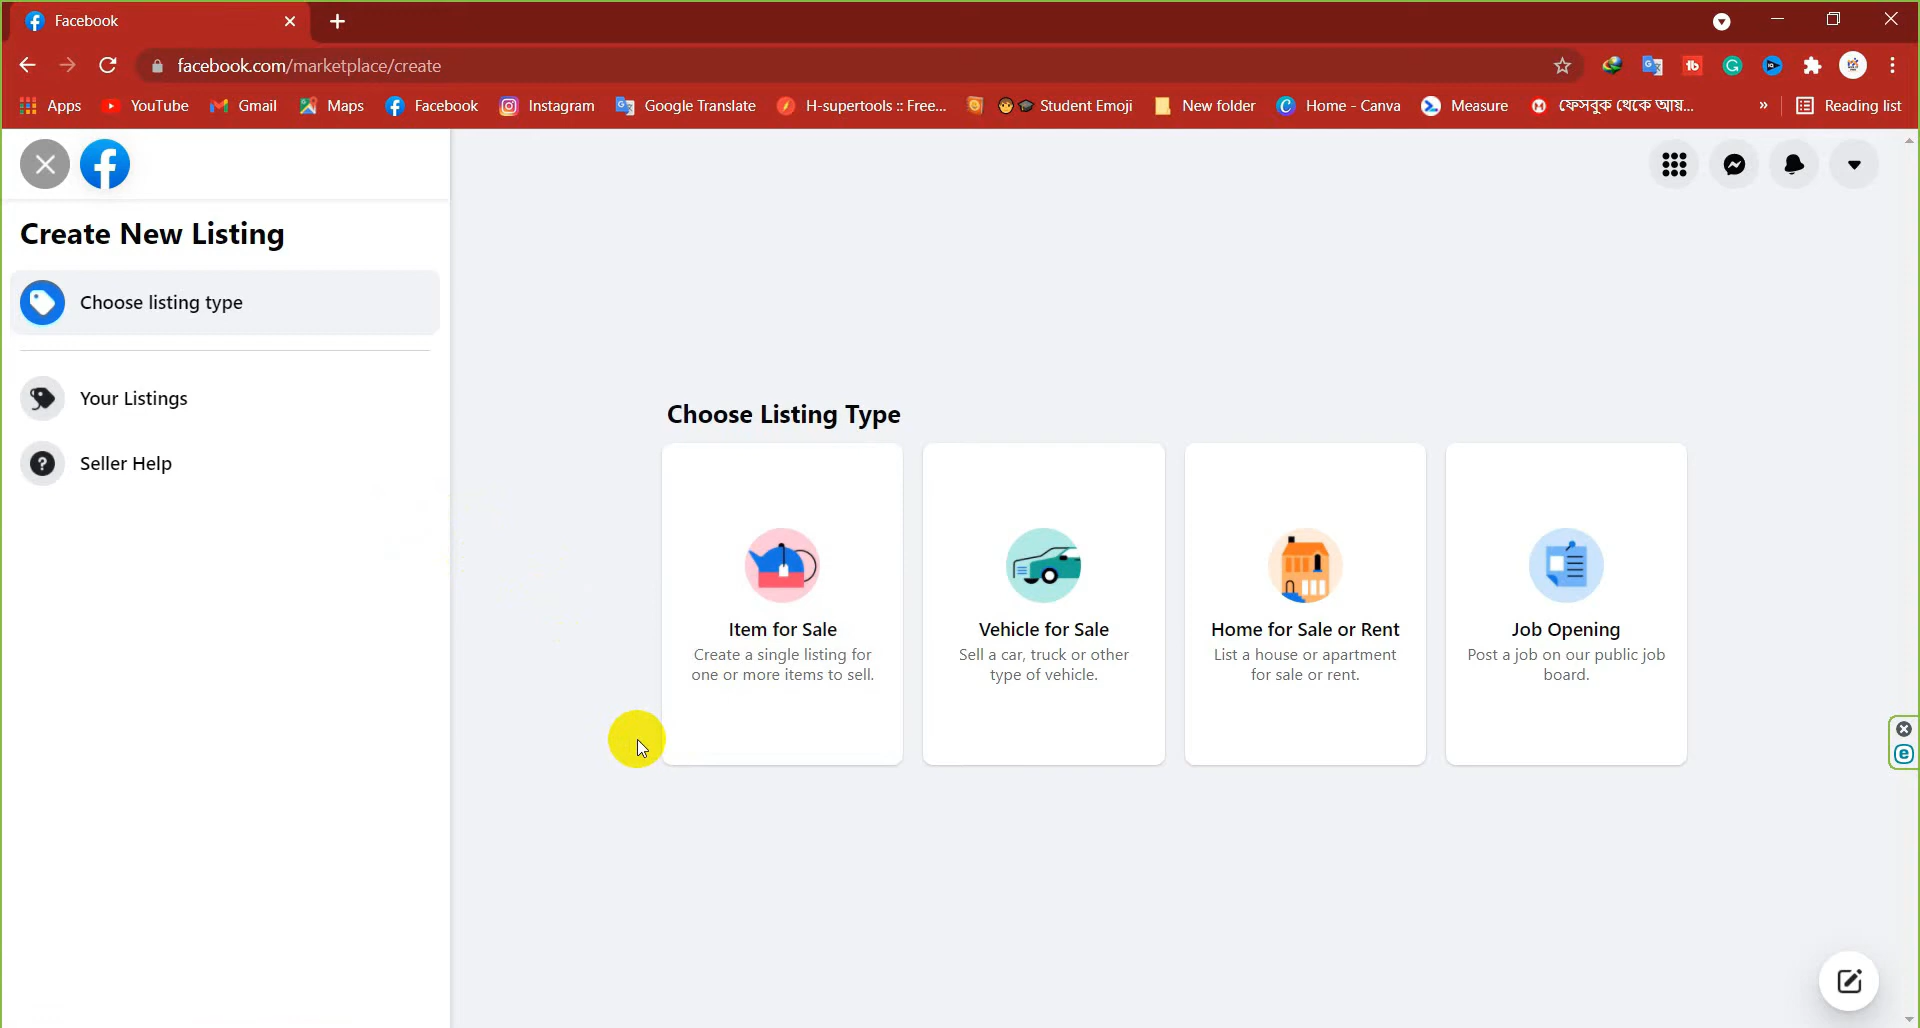 Facebook
facebook.com/marketplace/create
Apps YouTube Gmail Maps Facebook Instagram Google Translate H-supertools :: Free... Student Emoji New folder Home - Canva Measure ফেসবুক থেকে আয়... » Reading list
Create New Listing
Choose listing type
Your Listings
Seller Help
Choose Listing Type
Item for Sale
Create a single listing for
one or more items to sell.
Vehicle for Sale
Sell a car, truck or other
type of vehicle.
Home for Sale or Rent
List a house or apartment
for sale or rent.
Job Opening
Post a job on our public job
board.